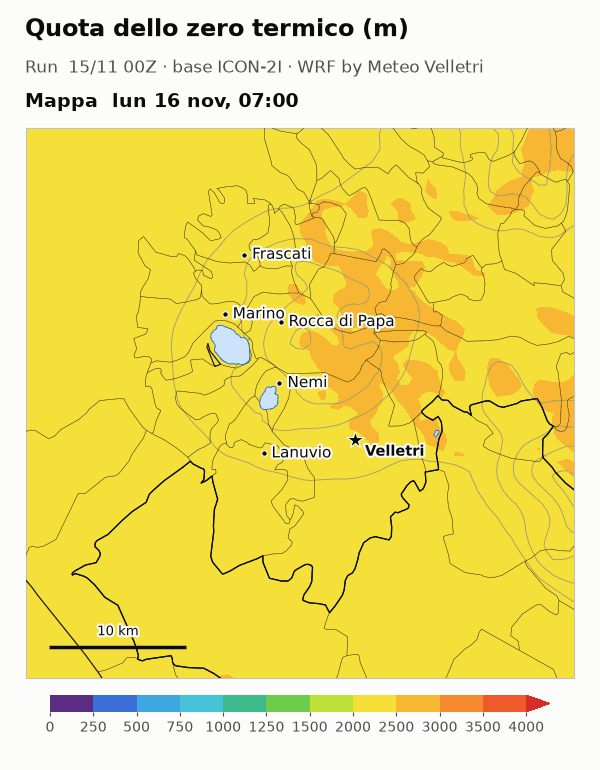 Quota dello zero termico (m)
Run 15/11 00Z · base ICON-2I · WRF by Meteo Velletri
Mappa lun 16 nov, 07:00
Frascati
Marino
Rocca di Papa
Nemi
Velletri
Lanuvio
10 km
0 250 500 750 1000 1250 1500 2000 2500 3000 3500 4000